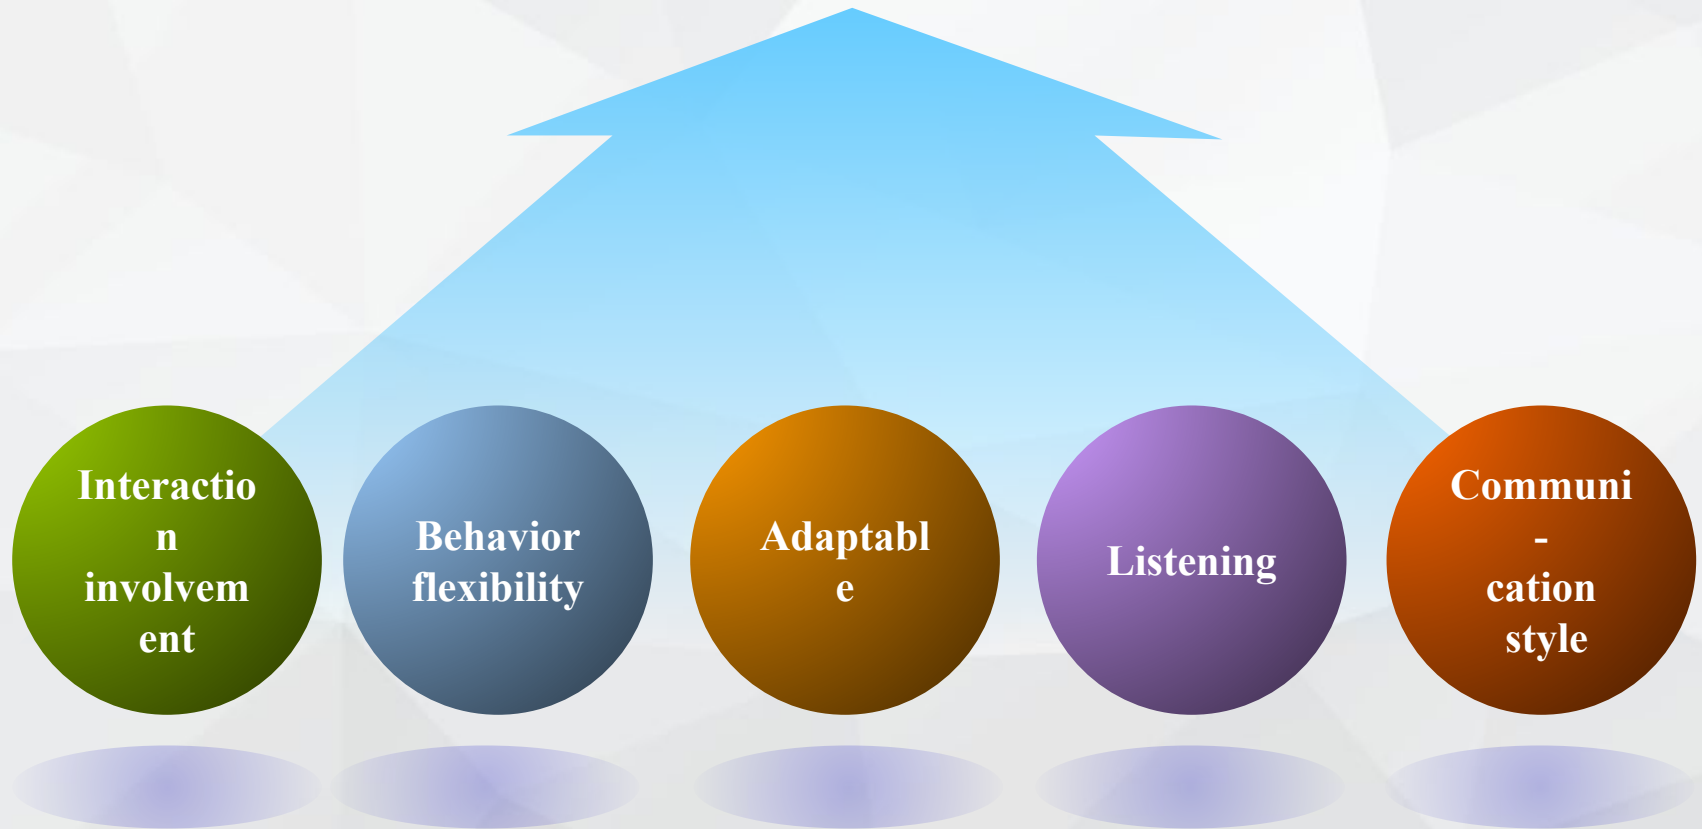 Interactio
n
involvem
ent
Behavior
flexibility
Adaptabl
e
Listening
Communi
-
cation
style